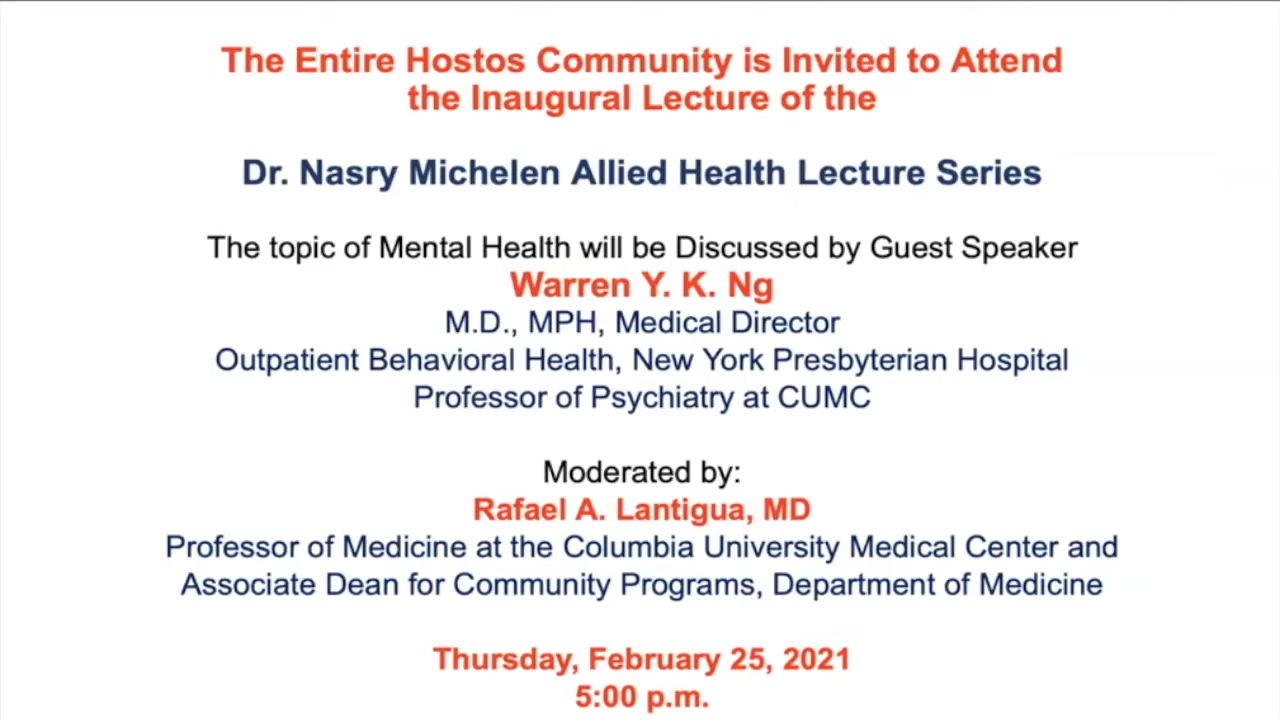 The Entire Hostos Community is Invited to Attend
the Inaugural Lecture of the
Dr. Nasry Michelen Allied Health Lecture Series
The topic of Mental Health will be Discussed by Guest Speaker
Warren Y. K. Ng
M.D., MPH, Medical Director
Outpatient Behavioral Health, New York Presbyterian Hospital
Professor of Psychiatry at CUMC
Moderated by:
Rafael A. Lantigua, MD
Professor of Medicine at the Columbia University Medical Center and
Associate Dean for Community Programs, Department of Medicine
Thursday, February 25, 2021
5:00 p.m.